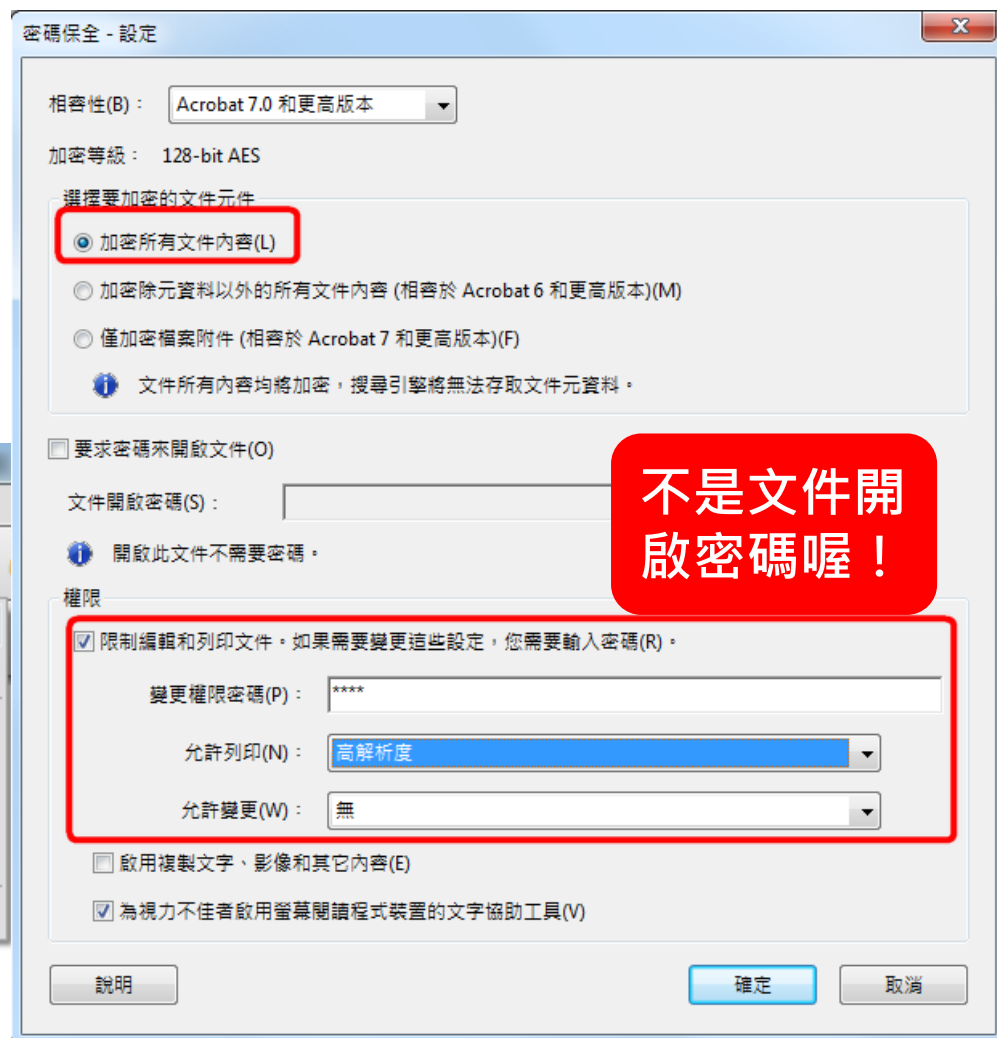 密碼保全 - 設定
相容性(B)： Acrobat 7.0 和更高版本
加密等級： 128-bit AES
選擇要加密的文件元件
加密所有文件內容(L)
加密除元資料以外的所有文件內容 (相容於 Acrobat 6 和更高版本)(M)
僅加密檔案附件 (相容於 Acrobat 7 和更高版本)(F)
文件所有內容均將加密，搜尋引擎將無法存取文件元資料。
要求密碼來開啟文件(O)
文件開啟密碼(S)：
不是文件開
啟密碼喔！
開啟此文件不需要密碼。
權限
限制編輯和列印文件。如果需要變更這些設定，您需要輸入密碼(R)。
變更權限密碼(P)： ****
允許列印(N)： 高解析度
允許變更(W)： 無
啟用複製文字、影像和其它內容(E)
為視力不佳者啟用螢幕閱讀程式裝置的文字協助工具(V)
說明 確定 取消